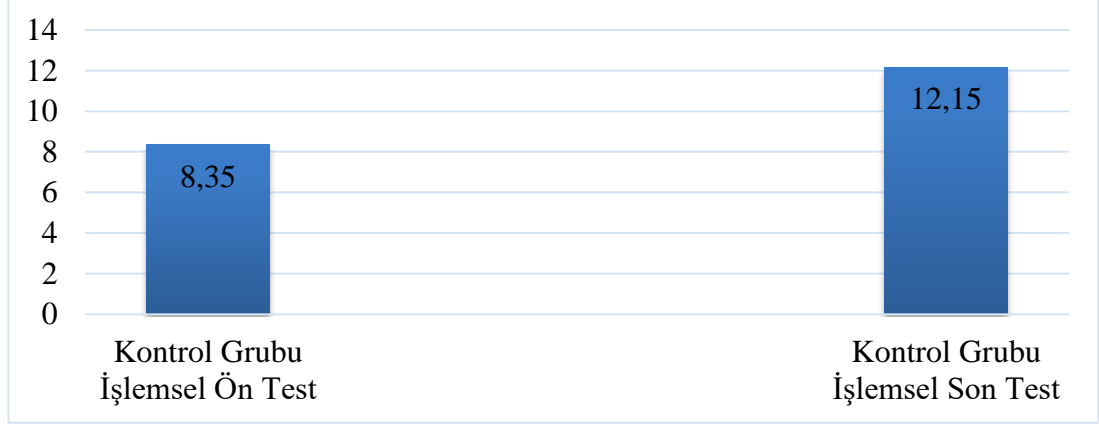 14
12
10
8
6
4
2
0
8,35
12,15
Kontrol Grubu
İşlemsel Ön Test
Kontrol Grubu
İşlemsel Son Test